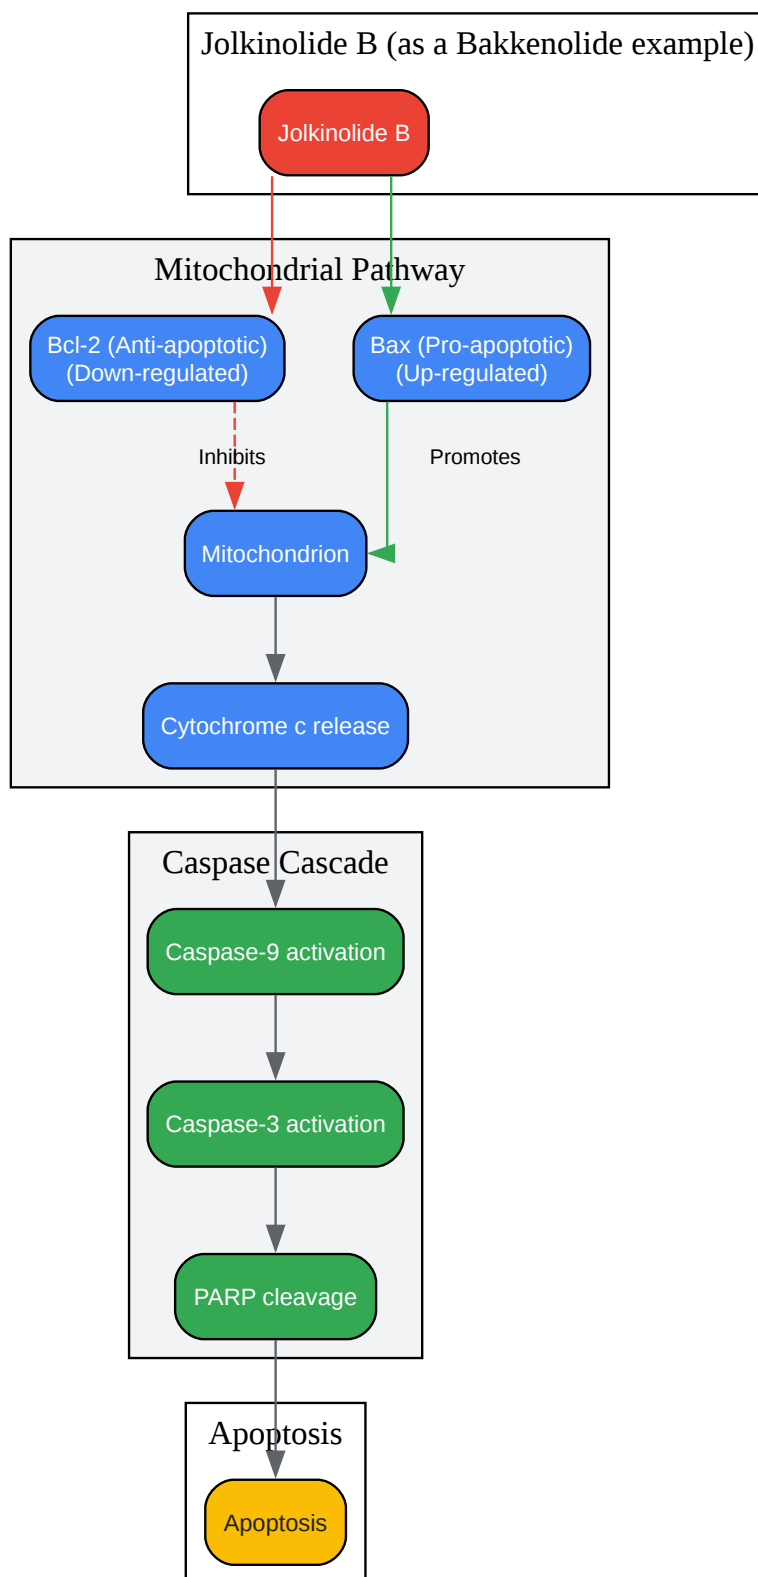 Jolkinolide B (as a Bakkenolide example)
Jolkinolide B
Mitochondrial Pathway
Bcl-2 (Anti-apoptotic)
(Down-regulated)
Bax (Pro-apoptotic)
(Up-regulated)
Inhibits
Promotes
Mitochondrion
Cytochrome c release
Caspase Cascade
Caspase-9 activation
Caspase-3 activation
PARP cleavage
Apoptosis
Apoptosis